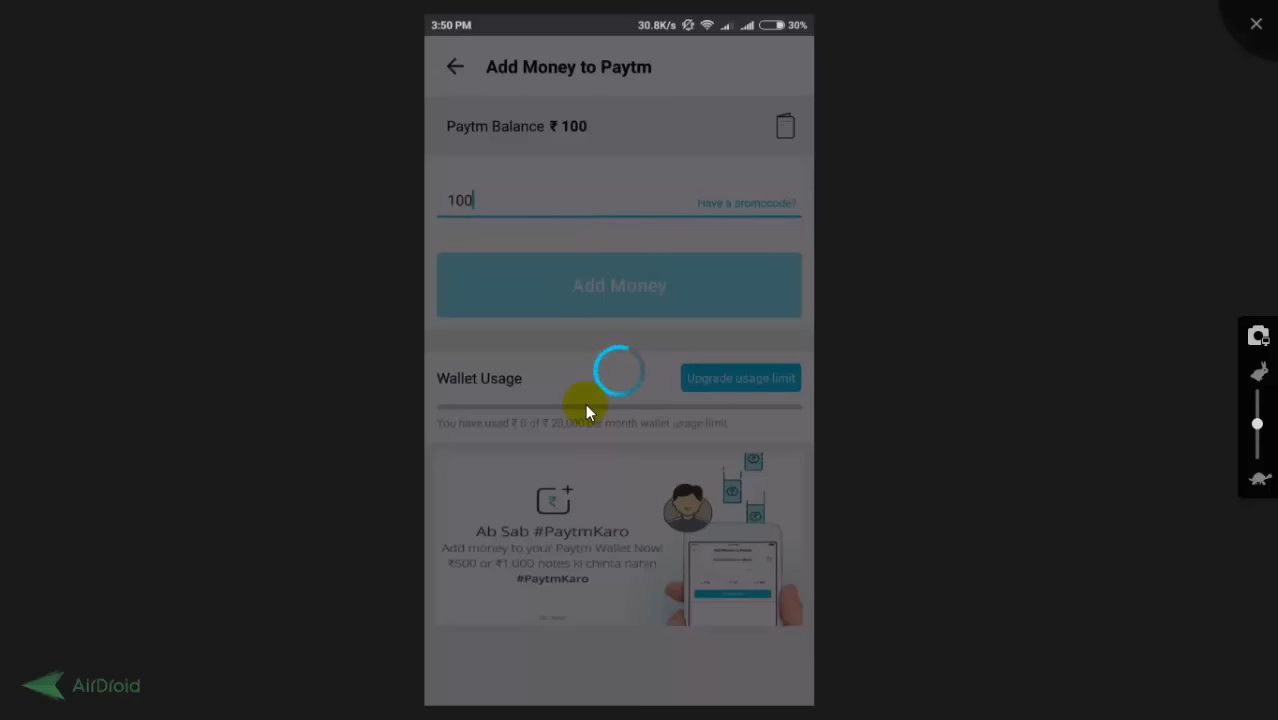 3:50 PM
30.8K/s
30%
Add Money to Paytm
Paytm Balance ₹ 100
100
Have a promocode?
Add Money
Wallet Usage
Upgrade usage limit
You have used ₹ 0 of ₹ 20,000 per month wallet usage limit
Ab Sab #PaytmKaro
Add money to your Paytm Wallet Now!
₹500 or ₹1,000 notes ki chinta nahin
#PaytmKaro
AirDroid